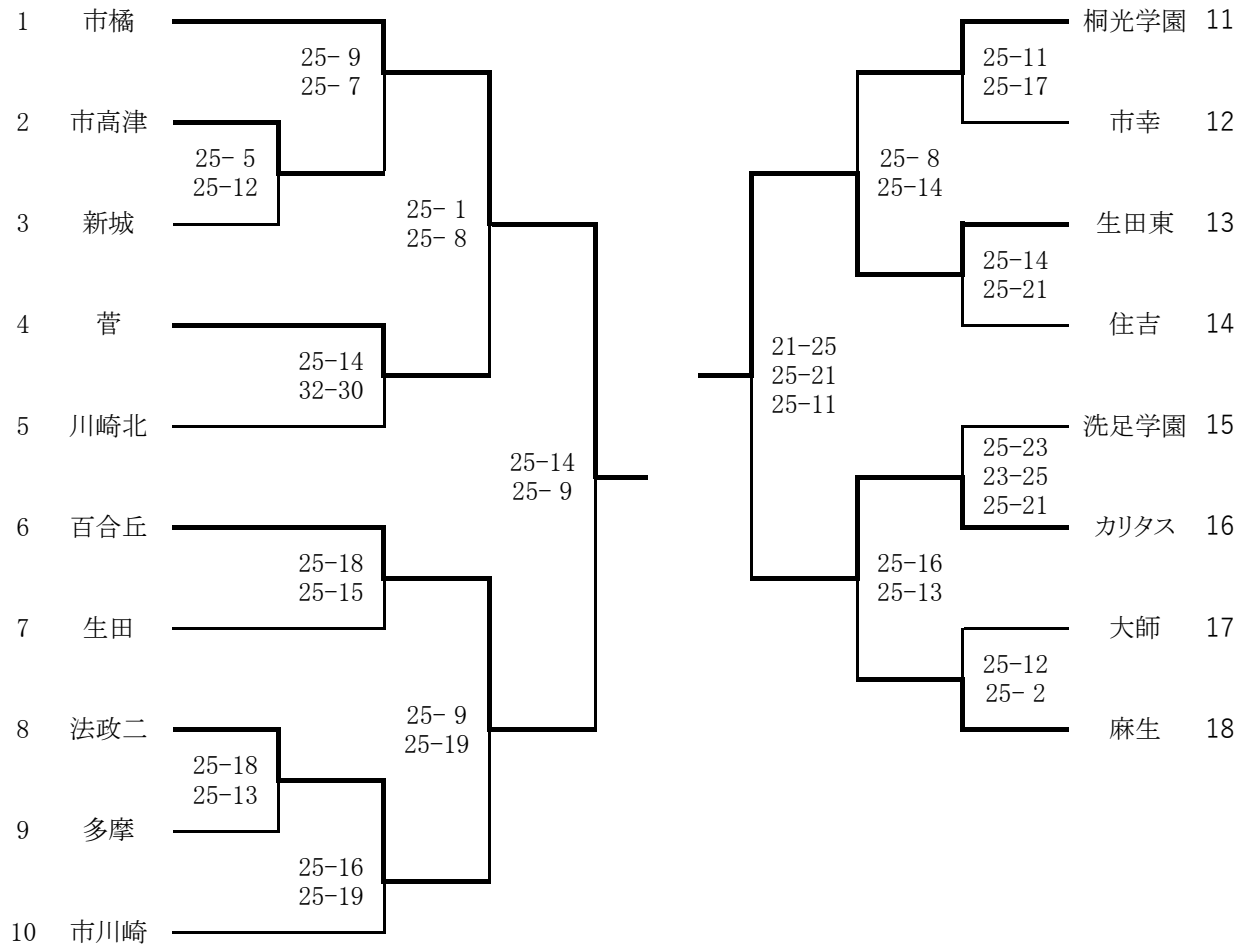 1 市橘
25- 9
25- 7
2 市高津
25- 5
25-12
3 新城
25- 1
25- 8
4 菅
25-14
32-30
5 川崎北
25-14
25- 9
6 百合丘
25-18
25-15
7 生田
25- 9
25-19
8 法政二
25-18
25-13
9 多摩
25-16
25-19
10 市川崎
桐光学園 11
25-11
25-17
市幸 12
25- 8
25-14
生田東 13
25-14
25-21
住吉 14
21-25
25-21
25-11
洗足学園 15
25-23
23-25
25-21
カリタス 16
25-16
25-13
大師 17
25-12
25- 2
麻生 18